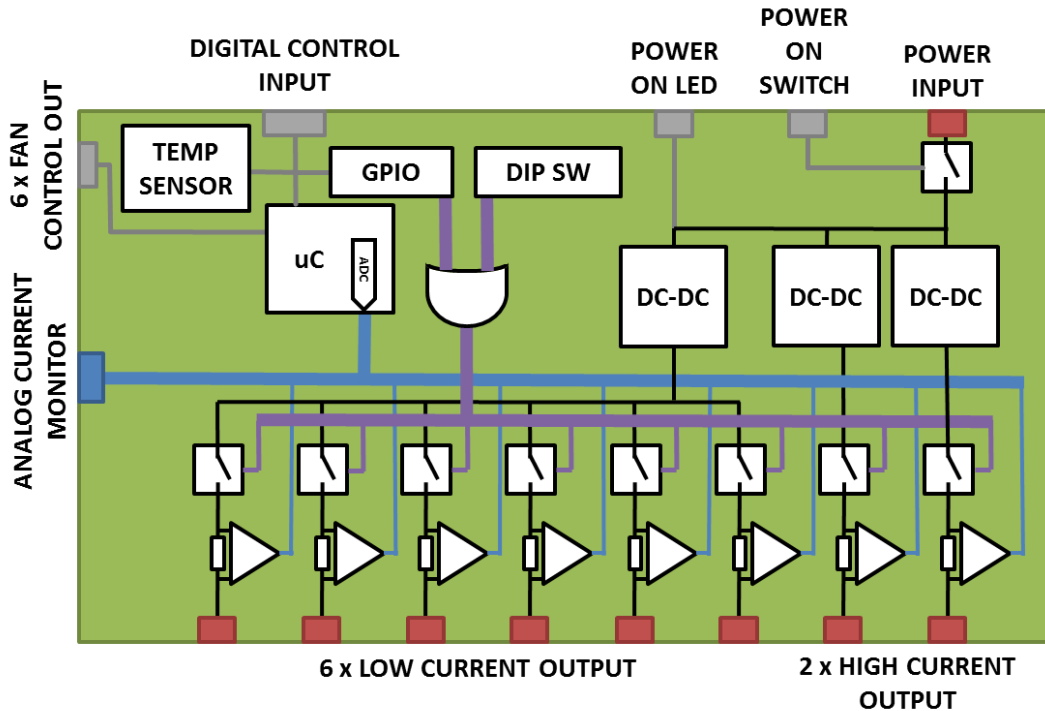 DIGITAL CONTROL
INPUT
POWER
ON LED
POWER
ON
SWITCH
POWER
INPUT
6 x FAN
CONTROL OUT
TEMP
SENSOR
GPIO
DIP SW
uC
ADC
DC-DC
DC-DC
DC-DC
ANALOG CURRENT
MONITOR
6 x LOW CURRENT OUTPUT
2 x HIGH CURRENT
OUTPUT